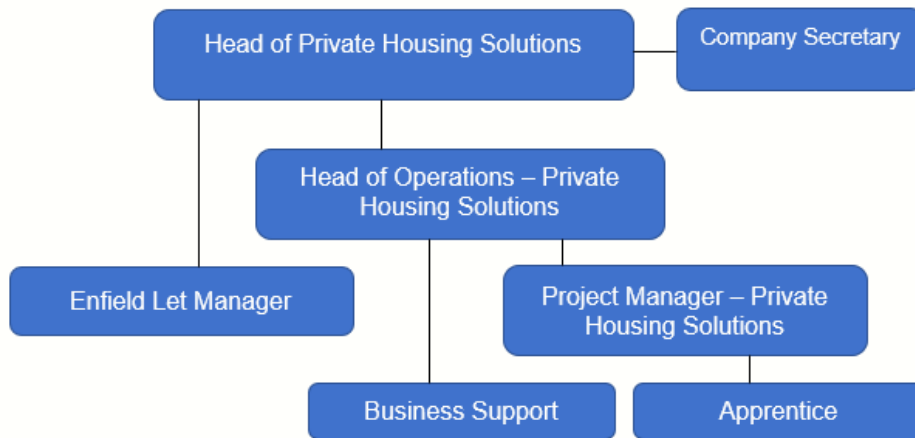 Head of Private Housing Solutions
Company Secretary
Head of Operations – Private
Housing Solutions
Enfield Let Manager
Project Manager – Private
Housing Solutions
Business Support
Apprentice